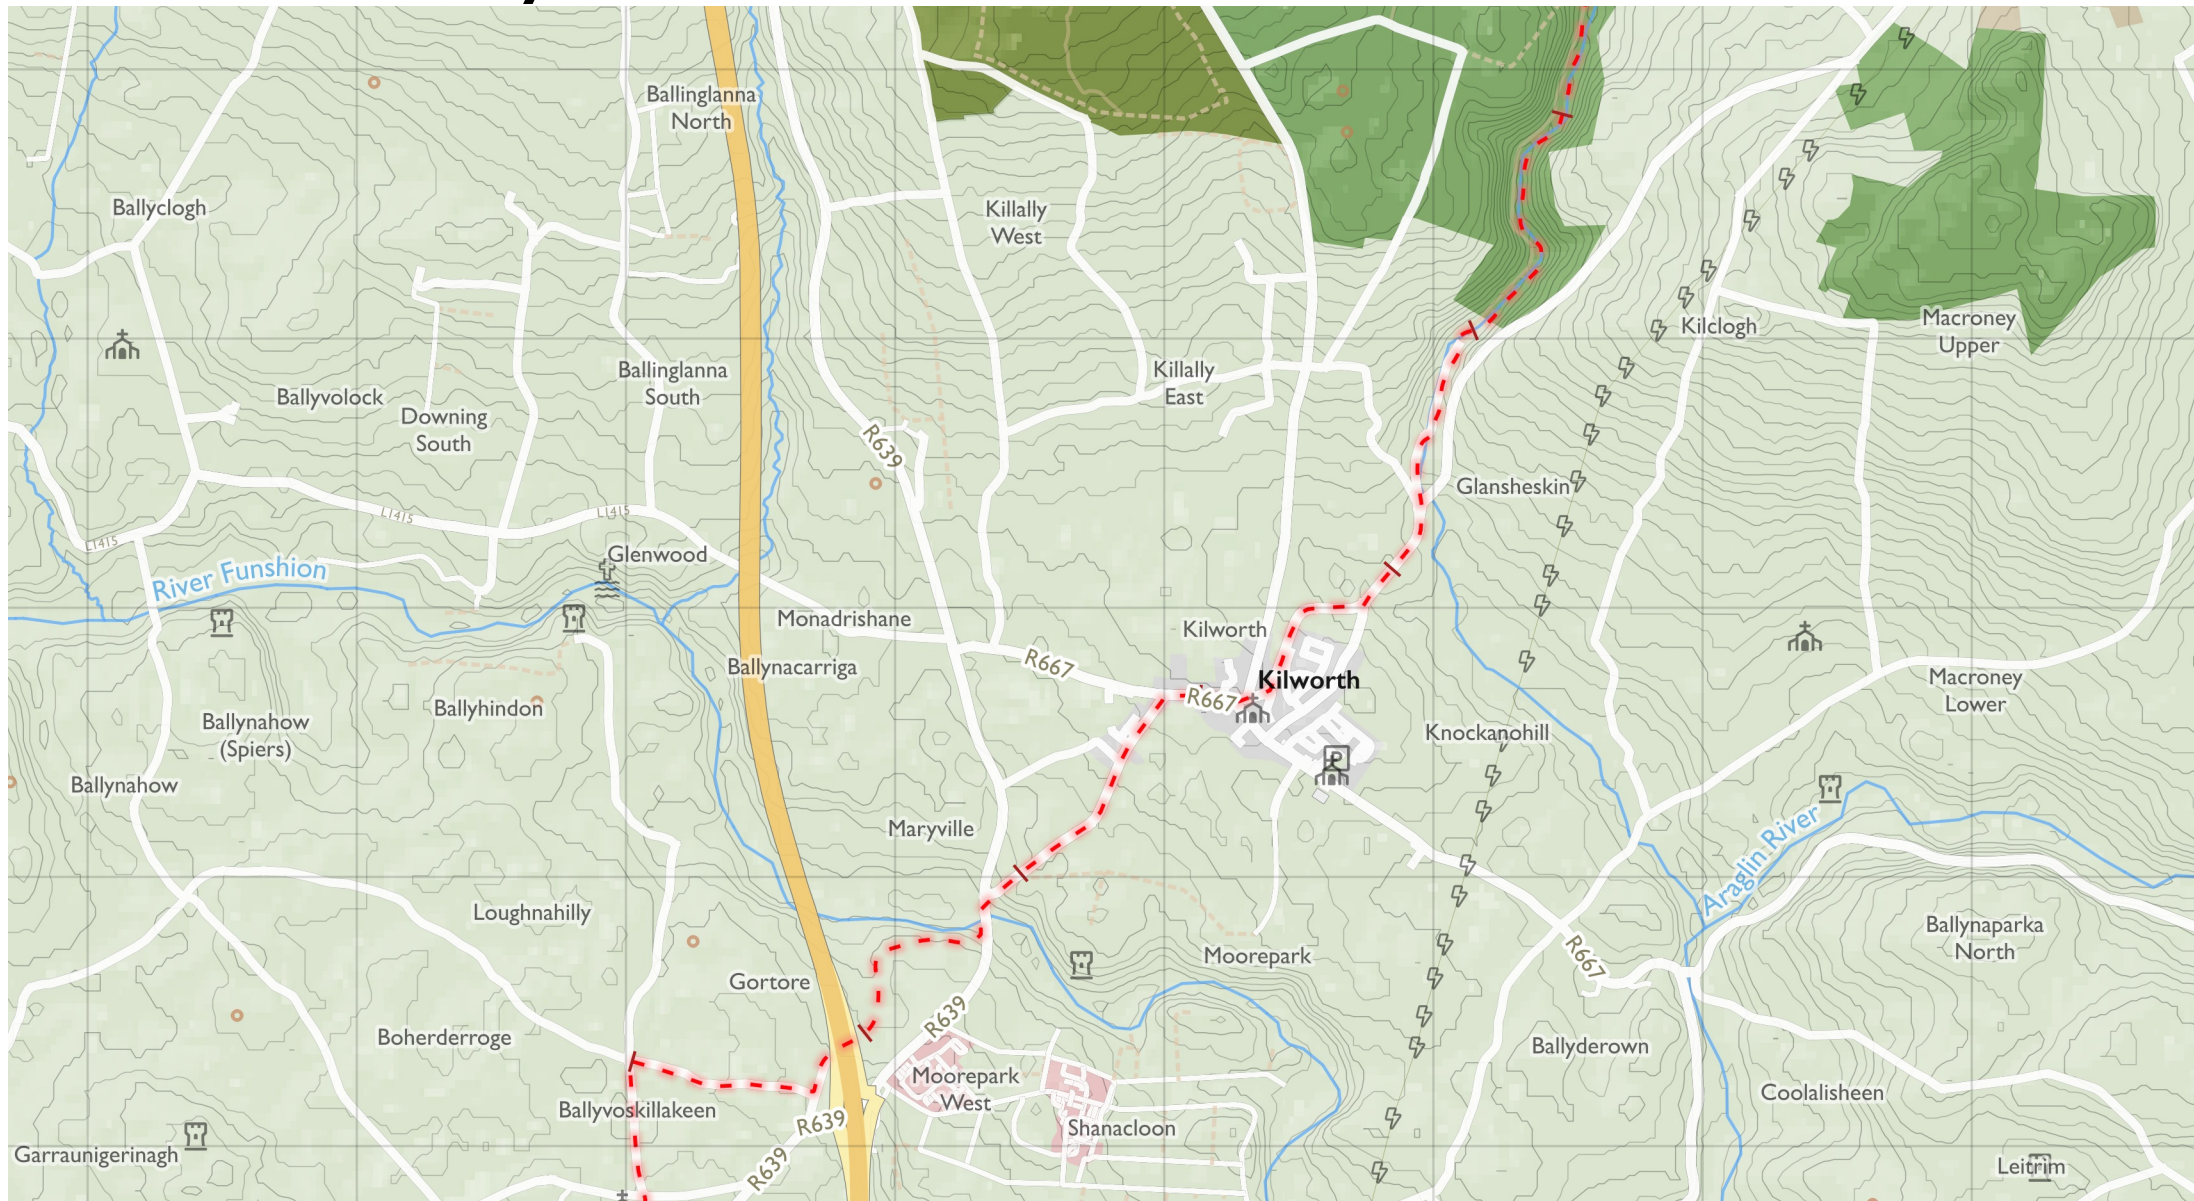 Ballinglanna
North
Ballyclogh
Killally
West
Kilclogh
Macroney
Upper
Ballinglanna
South
Killally
East
Ballyvolock
Downing
South
R639
Glansheskin
L1415
L1415
L1415
Glenwood
River Funshion
Monadrishane
Kilworth
R667
Ballynacarriga
Kilworth
R667
Macroney
Lower
Ballyhindon
Ballynahow
(Spiers)
Knockanohill
P
Ballynahow
Maryville
Araglin River
Loughnahilly
Ballynaparka
North
Moorepark
R667
Gortore
R639
Boherderroge
Ballyderown
Moorepark
West
Coolalisheen
Ballyvoskillakeen
R639
Shanacloon
Garraunigerinagh
R639
Leitrim